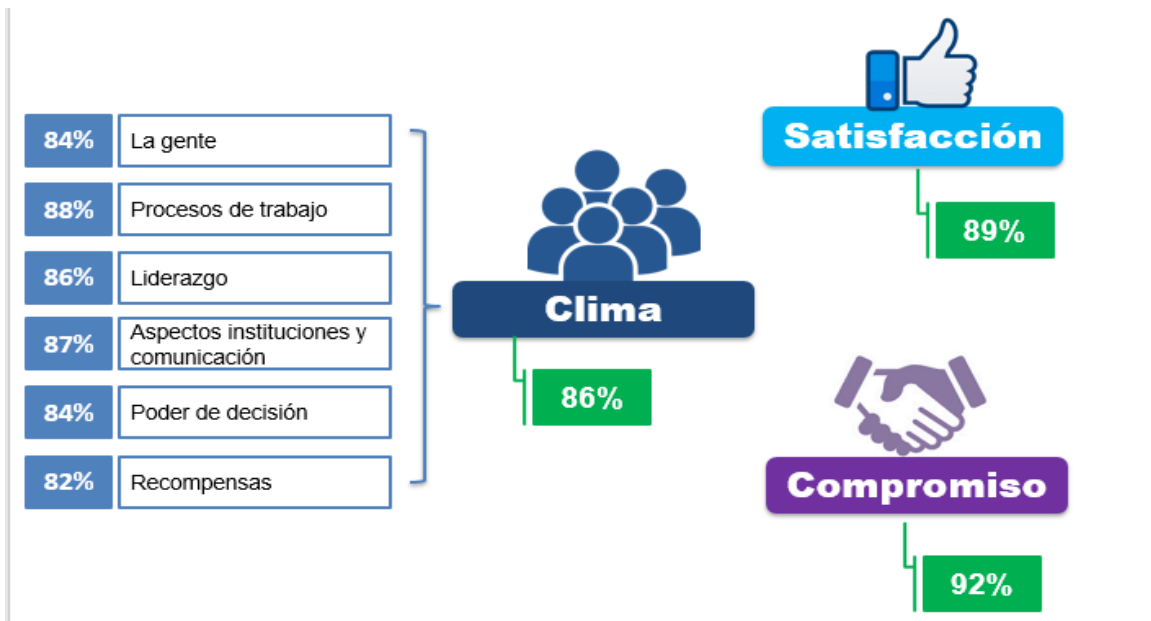 84% La gente
88% Procesos de trabajo
86% Liderazgo
87% Aspectos instituciones y
comunicación
84% Poder de decisión
82% Recompensas
Clima
86%
Satisfacción
89%
Compromiso
92%